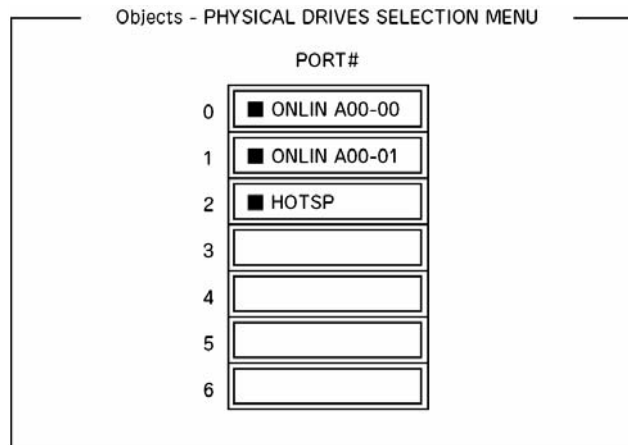 Objects - PHYSICAL DRIVES SELECTION MENU
PORT#
0 ■ ONLIN A00-00
1 ■ ONLIN A00-01
2 ■ HOTSP
3
4
5
6